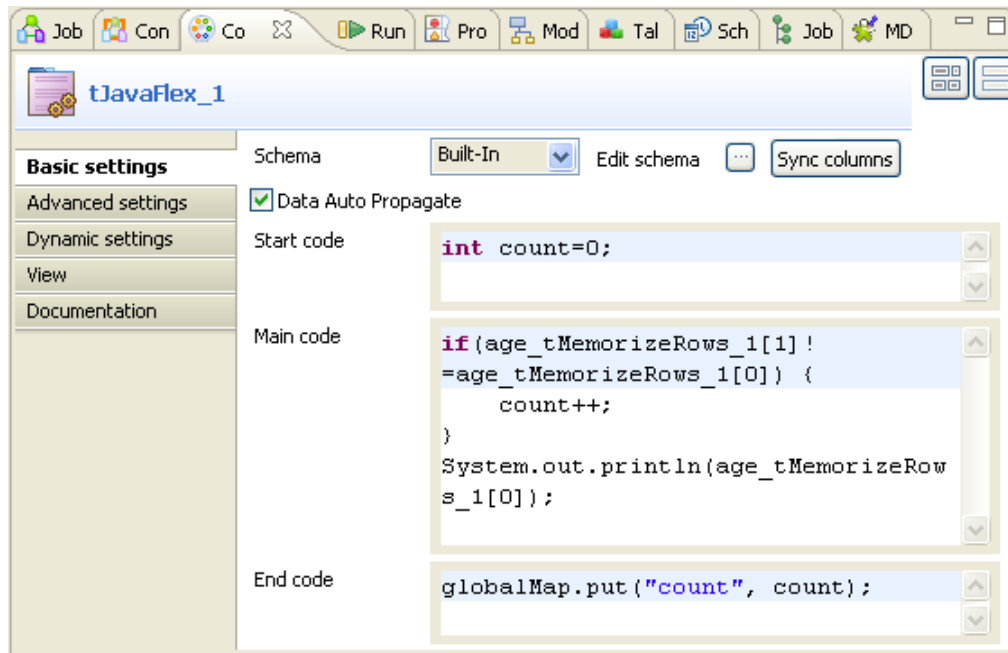 Job Con Co Run Pro Mod Tal Sch Job MD
tJavaFlex_1
Basic settings
Advanced settings
Dynamic settings
View
Documentation
Schema Built-In Edit schema ... Sync columns
Data Auto Propagate
Start code
int count=0;
Main code
if(age_tMemorizeRows_1[1]!
=age_tMemorizeRows_1[0]) {
count++;
}
System.out.println(age_tMemorizeRow
s_1[0]);
End code
globalMap.put("count", count);